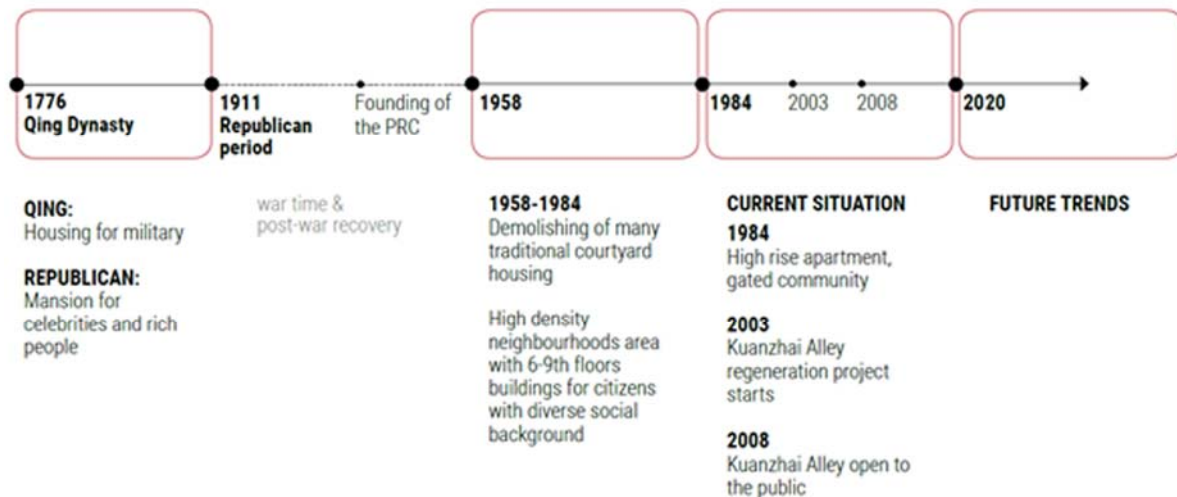 1776
Qing Dynasty
1911
Republican
period
Founding of
the PRC
1958
1984
2003
2008
2020
QING:
Housing for military
REPUBLICAN:
Mansion for
celebrities and rich
people
war time &
post-war recovery
1958-1984
Demolishing of many
traditional courtyard
housing
High density
neighbourhoods area
with 6-9th floors
buildings for citizens
with diverse social
background
CURRENT SITUATION
1984
High rise apartment,
gated community
2003
Kuanzhai Alley
regeneration project
starts
2008
Kuanzhai Alley open to
the public
FUTURE TRENDS